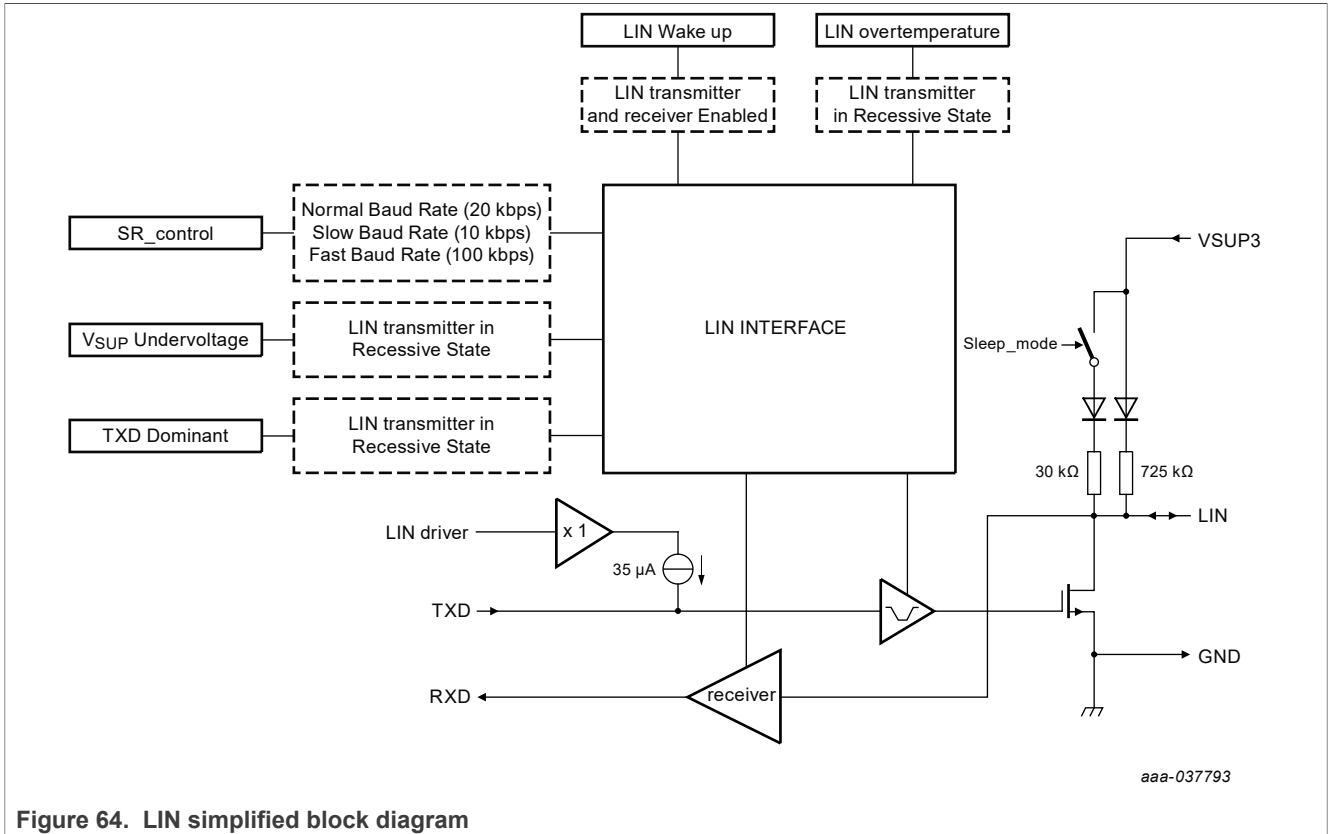 LIN Wake up
LIN overtemperature
LIN transmitter
and receiver Enabled
LIN transmitter
in Recessive State
SR_control
Normal Baud Rate (20 kbps)
Slow Baud Rate (10 kbps)
Fast Baud Rate (100 kbps)
VSUP3
VSUP Undervoltage
LIN transmitter in
Recessive State
LIN INTERFACE
Sleep_mode
TXD Dominant
LIN transmitter in
Recessive State
30 kΩ
725 kΩ
LIN
LIN driver
x 1
35 µA
TXD
GND
RXD
receiver
aaa-037793
Figure 64. LIN simplified block diagram